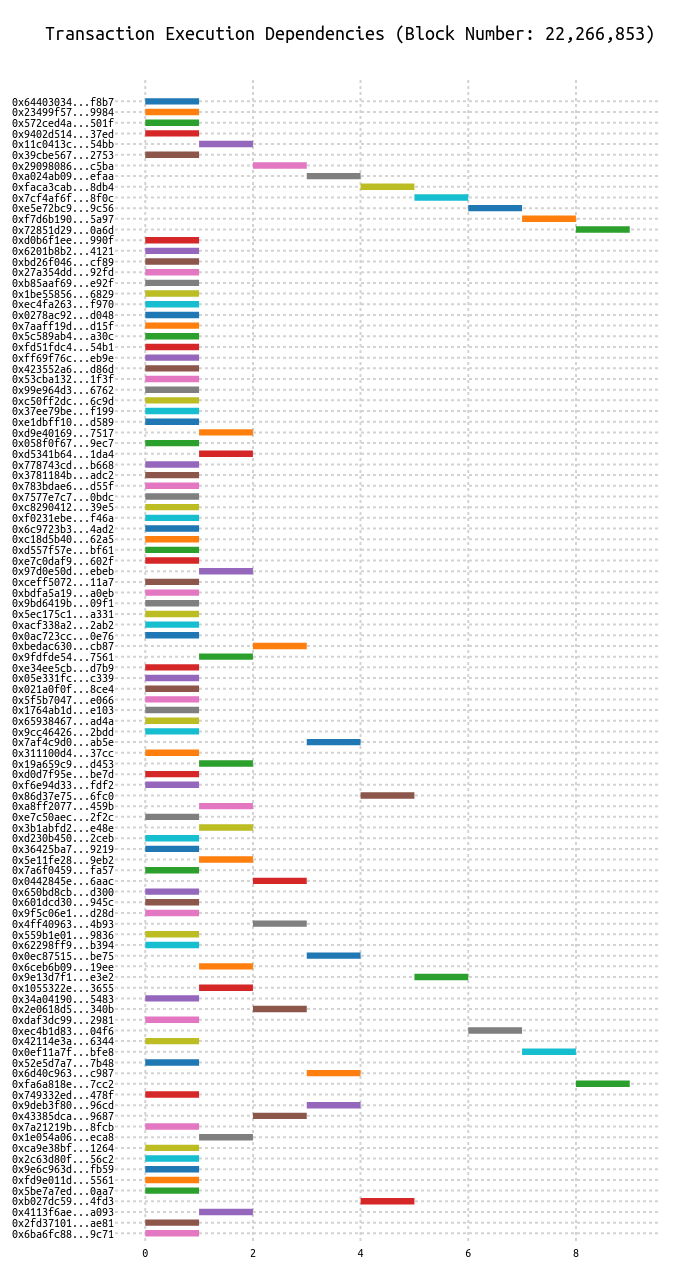 Transaction Execution Dependencies (Block Number: 22,266,853)
0x64403034...f8b7
0x23499f57...9984
0x572ced4a...501f
0x9402d514...37ed
0x11c0413c...54bb
0x39cbe567...2753
0x29098086...c5ba
0xa024ab09...efaa
0xfaca3cab...8db4
0x7cf4af6f...8f0c
0xe5e72bc9...9c56
0xf7d6b190...5a97
0x72851d29...0a6d
0xd0b6f1ee...990f
0x6201b8b2...4121
0xbd26f046...cf89
0x27a354dd...92fd
0xb85aaf69...e92f
0x1be55856...6829
0xec4fa263...f970
0x0278ac92...d048
0x7aaff19d...d15f
0x5c589ab4...a30c
0xfd51fdc4...54b1
0xff69f76c...eb9e
0x423552a6...d86d
0x53cba132...1f3f
0x99e964d3...6762
0xc50ff2dc...6c9d
0x37ee79be...f199
0xe1dbff10...d589
0xd9e40169...7517
0x058f0f67...9ec7
0xd5341b64...1da4
0x778743cd...b668
0x3781184b...adc2
0x783bdae6...d55f
0x7577e7c7...0bdc
0xc8290412...39e5
0xf0231ebe...f46a
0x6c9723b3...4ad2
0xc18d5b40...62a5
0xd557f57e...bf61
0xe7c0daf9...602f
0x97d0e50d...ebeb
0xceff5072...11a7
0xbdfa5a19...a0eb
0x9bd6419b...09f1
0x5ec175c1...a331
0xacf338a2...2ab2
0x0ac723cc...0e76
0xbedac630...cb87
0x9fdfde54...7561
0xe34ee5cb...d7b9
0x05e331fc...c339
0x021a0f0f...8ce4
0x5f5b7047...e066
0x1764ab1d...e103
0x65938467...ad4a
0x9cc46426...2bdd
0x7af4c9d0...ab5e
0x311100d4...37cc
0x19a659c9...d453
0xd0d7f95e...be7d
0xf6e94d33...fdf2
0x86d37e75...6fc0
0xa8ff2077...459b
0xe7c50aec...2f2c
0x3b1abfd2...e48e
0xd230b450...2ceb
0x36425ba7...9219
0x5e11fe28...9eb2
0x7a6f0459...fa57
0x0442845e...6aac
0x650bd8cb...d300
0x601dcd30...945c
0x9f5c06e1...d28d
0x4ff40963...4b93
0x559b1e01...9836
0x62298ff9...b394
0x0ec87515...be75
0x6ceb6b09...19ee
0x9e13d7f1...e3e2
0x1055322e...3655
0x34a04190...5483
0x2e0618d5...340b
0xdaf3dc99...2981
0xec4b1d83...04f6
0x42114e3a...6344
0x0ef11a7f...bfe8
0x52e5d7a7...7b48
0x6d40c963...c987
0xfa6a818e...7cc2
0x749332ed...478f
0x9deb3f80...96cd
0x43385dca...9687
0x7a21219b...8fcb
0x1e054a06...eca8
0xca9e38bf...1264
0x2c63d80f...56c2
0x9e6c963d...fb59
0xfd9e011d...5561
0x5be7a7ed...0aa7
0xb027dc59...4fd3
0x4113f6ae...a093
0x2fd37101...ae81
0x6ba6fc88...9c71
0 2 4 6 8